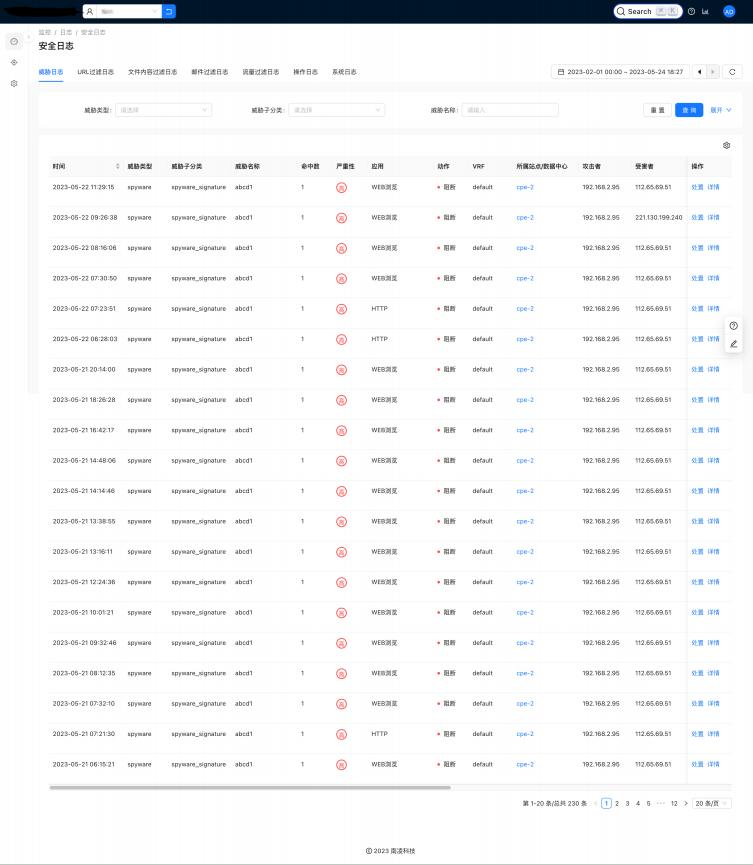 Search ⌘ K AD
监控 / 日志 / 安全日志
安全日志
威胁日志 URL过滤日志 文件内容过滤日志 邮件过滤日志 流量过滤日志 操作日志 系统日志 2023-02-01 00:00 ~ 2023-05-24 18:27
威胁类型: 请选择 威胁子分类: 请选择 威胁名称: 请输入 重 置 查 询 展开
时间 威胁类型 威胁子分类 威胁名称 命中数 严重性 应用 动作 VRF 所属站点/数据中心 攻击者 受害者 操作
2023-05-22 11:29:15 spyware spyware_signature abcd1 1 高 WEB浏览 阻断 default cpe-2 192.168.2.95 112.65.69.51 处置 详情
2023-05-22 09:26:38 spyware spyware_signature abcd1 1 高 WEB浏览 阻断 default cpe-2 192.168.2.95 221.130.199.240 处置 详情
2023-05-22 08:16:06 spyware spyware_signature abcd1 1 高 WEB浏览 阻断 default cpe-2 192.168.2.95 112.65.69.51 处置 详情
2023-05-22 07:30:50 spyware spyware_signature abcd1 1 高 WEB浏览 阻断 default cpe-2 192.168.2.95 112.65.69.51 处置 详情
2023-05-22 07:23:51 spyware spyware_signature abcd1 1 高 HTTP 阻断 default cpe-2 192.168.2.95 112.65.69.51 处置 详情
2023-05-22 06:28:03 spyware spyware_signature abcd1 1 高 HTTP 阻断 default cpe-2 192.168.2.95 112.65.69.51 处置 详情
2023-05-21 20:14:00 spyware spyware_signature abcd1 1 高 WEB浏览 阻断 default cpe-2 192.168.2.95 112.65.69.51 处置 详情
2023-05-21 18:26:28 spyware spyware_signature abcd1 1 高 WEB浏览 阻断 default cpe-2 192.168.2.95 112.65.69.51 处置 详情
2023-05-21 16:42:17 spyware spyware_signature abcd1 1 高 WEB浏览 阻断 default cpe-2 192.168.2.95 112.65.69.51 处置 详情
2023-05-21 14:48:06 spyware spyware_signature abcd1 1 高 WEB浏览 阻断 default cpe-2 192.168.2.95 112.65.69.51 处置 详情
2023-05-21 14:14:46 spyware spyware_signature abcd1 1 高 WEB浏览 阻断 default cpe-2 192.168.2.95 112.65.69.51 处置 详情
2023-05-21 13:38:55 spyware spyware_signature abcd1 1 高 WEB浏览 阻断 default cpe-2 192.168.2.95 112.65.69.51 处置 详情
2023-05-21 13:16:11 spyware spyware_signature abcd1 1 高 WEB浏览 阻断 default cpe-2 192.168.2.95 112.65.69.51 处置 详情
2023-05-21 12:24:36 spyware spyware_signature abcd1 1 高 WEB浏览 阻断 default cpe-2 192.168.2.95 112.65.69.51 处置 详情
2023-05-21 10:01:21 spyware spyware_signature abcd1 1 高 WEB浏览 阻断 default cpe-2 192.168.2.95 112.65.69.51 处置 详情
2023-05-21 09:32:46 spyware spyware_signature abcd1 1 高 WEB浏览 阻断 default cpe-2 192.168.2.95 112.65.69.51 处置 详情
2023-05-21 08:12:35 spyware spyware_signature abcd1 1 高 WEB浏览 阻断 default cpe-2 192.168.2.95 112.65.69.51 处置 详情
2023-05-21 07:32:10 spyware spyware_signature abcd1 1 高 WEB浏览 阻断 default cpe-2 192.168.2.95 112.65.69.51 处置 详情
2023-05-21 07:21:30 spyware spyware_signature abcd1 1 高 HTTP 阻断 default cpe-2 192.168.2.95 112.65.69.51 处置 详情
2023-05-21 06:15:21 spyware spyware_signature abcd1 1 高 WEB浏览 阻断 default cpe-2 192.168.2.95 112.65.69.51 处置 详情
第 1-20 条/总共 230 条 < 1 2 3 4 5 ··· 12 > 20 条/页
© 2023 南凌科技